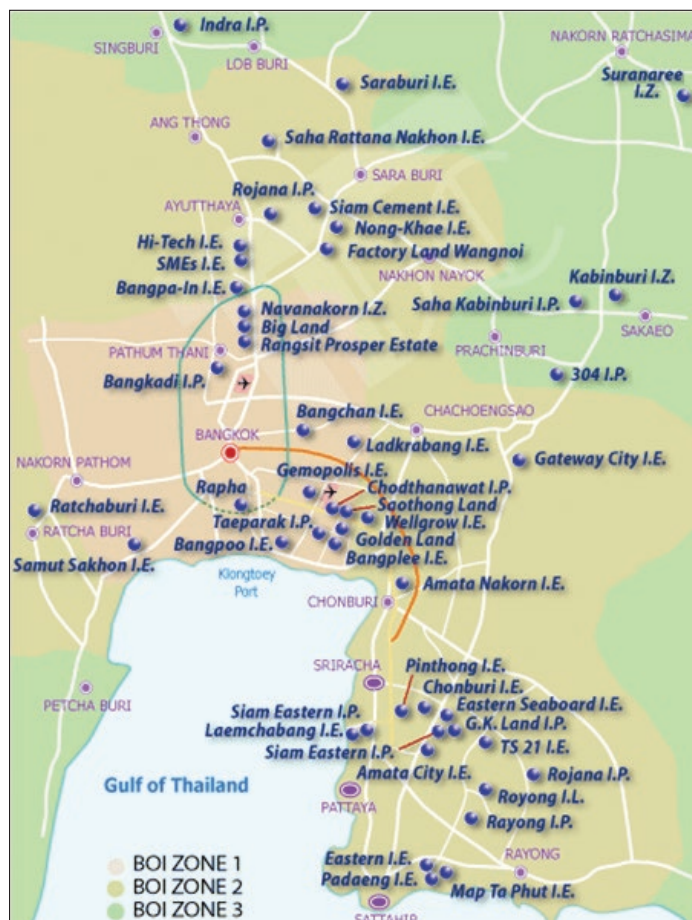 Indra I.P.
SINGBURI
LOB BURI
NAKORN RATCHASIMA
Suranaree
I.Z.
Saraburi I.E.
ANG THONG
Saha Rattana Nakhon I.E.
SARA BURI
Rojana I.P.
Siam Cement I.E.
AYUTTHAYA
Nong-Khae I.E.
Hi-Tech I.E.
Factory Land Wangnoi
SMEs I.E.
NAKHON NAYOK
Kabinburi I.Z.
Bangpa-In I.E.
Saha Kabinburi I.P.
Navanakorn I.Z.
SAKAEO
Big Land
Rangsit Prosper Estate
PRACHINBURI
PATHUM THANI
Bangkadi I.P.
304 I.P.
Bangchan I.E.
CHACHOENGSAO
BANGKOK
Ladkrabang I.E.
Gateway City I.E.
NAKORN PATHOM
Gemopolis I.E.
Rapha
Chodthanawat I.P.
Ratchaburi I.E.
Saothong Land
Taeparak I.P.
Wellgrow I.E.
RATCHA BURI
Bangpoo I.E.
Golden Land
Samut Sakhon I.E.
Bangplee I.E.
Klongtoey
Port
Amata Nakorn I.E.
CHONBURI
Pinthong I.E.
SRIRACHA
Chonburi I.E.
PETCHA BURI
Siam Eastern I.P.
Eastern Seaboard I.E.
Laemchabang I.E.
G.K. Land I.P.
Siam Eastern I.P.
TS 21 I.E.
Amata City I.E.
Rojana I.P.
Gulf of Thailand
PATTAYA
Royong I.L.
Rayong I.P.
BOI ZONE 1
Eastern I.E.
RAYONG
BOI ZONE 2
Padaeng I.E.
Map Ta Phut I.E.
BOI ZONE 3
SATTAHIP